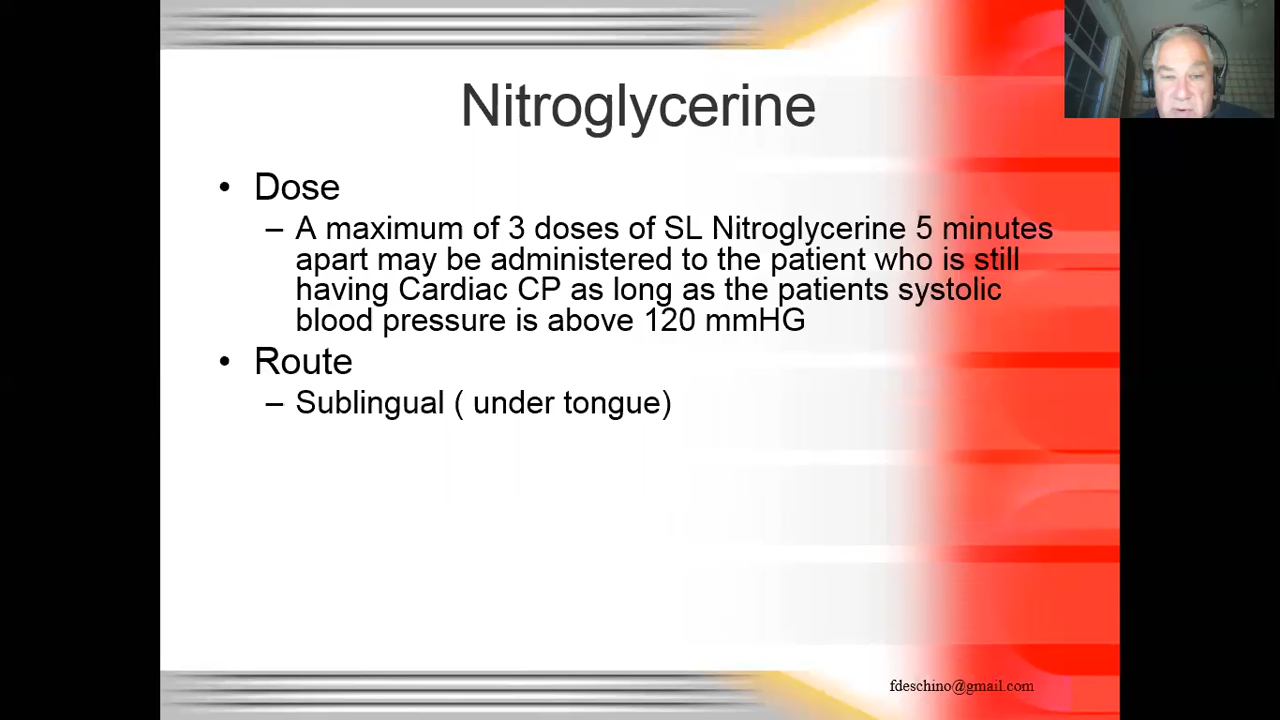 Nitroglycerine
• Dose
– A maximum of 3 doses of SL Nitroglycerine 5 minutes
apart may be administered to the patient who is still
having Cardiac CP as long as the patients systolic
blood pressure is above 120 mmHG
• Route
– Sublingual ( under tongue)
fdeschino@gmail.com